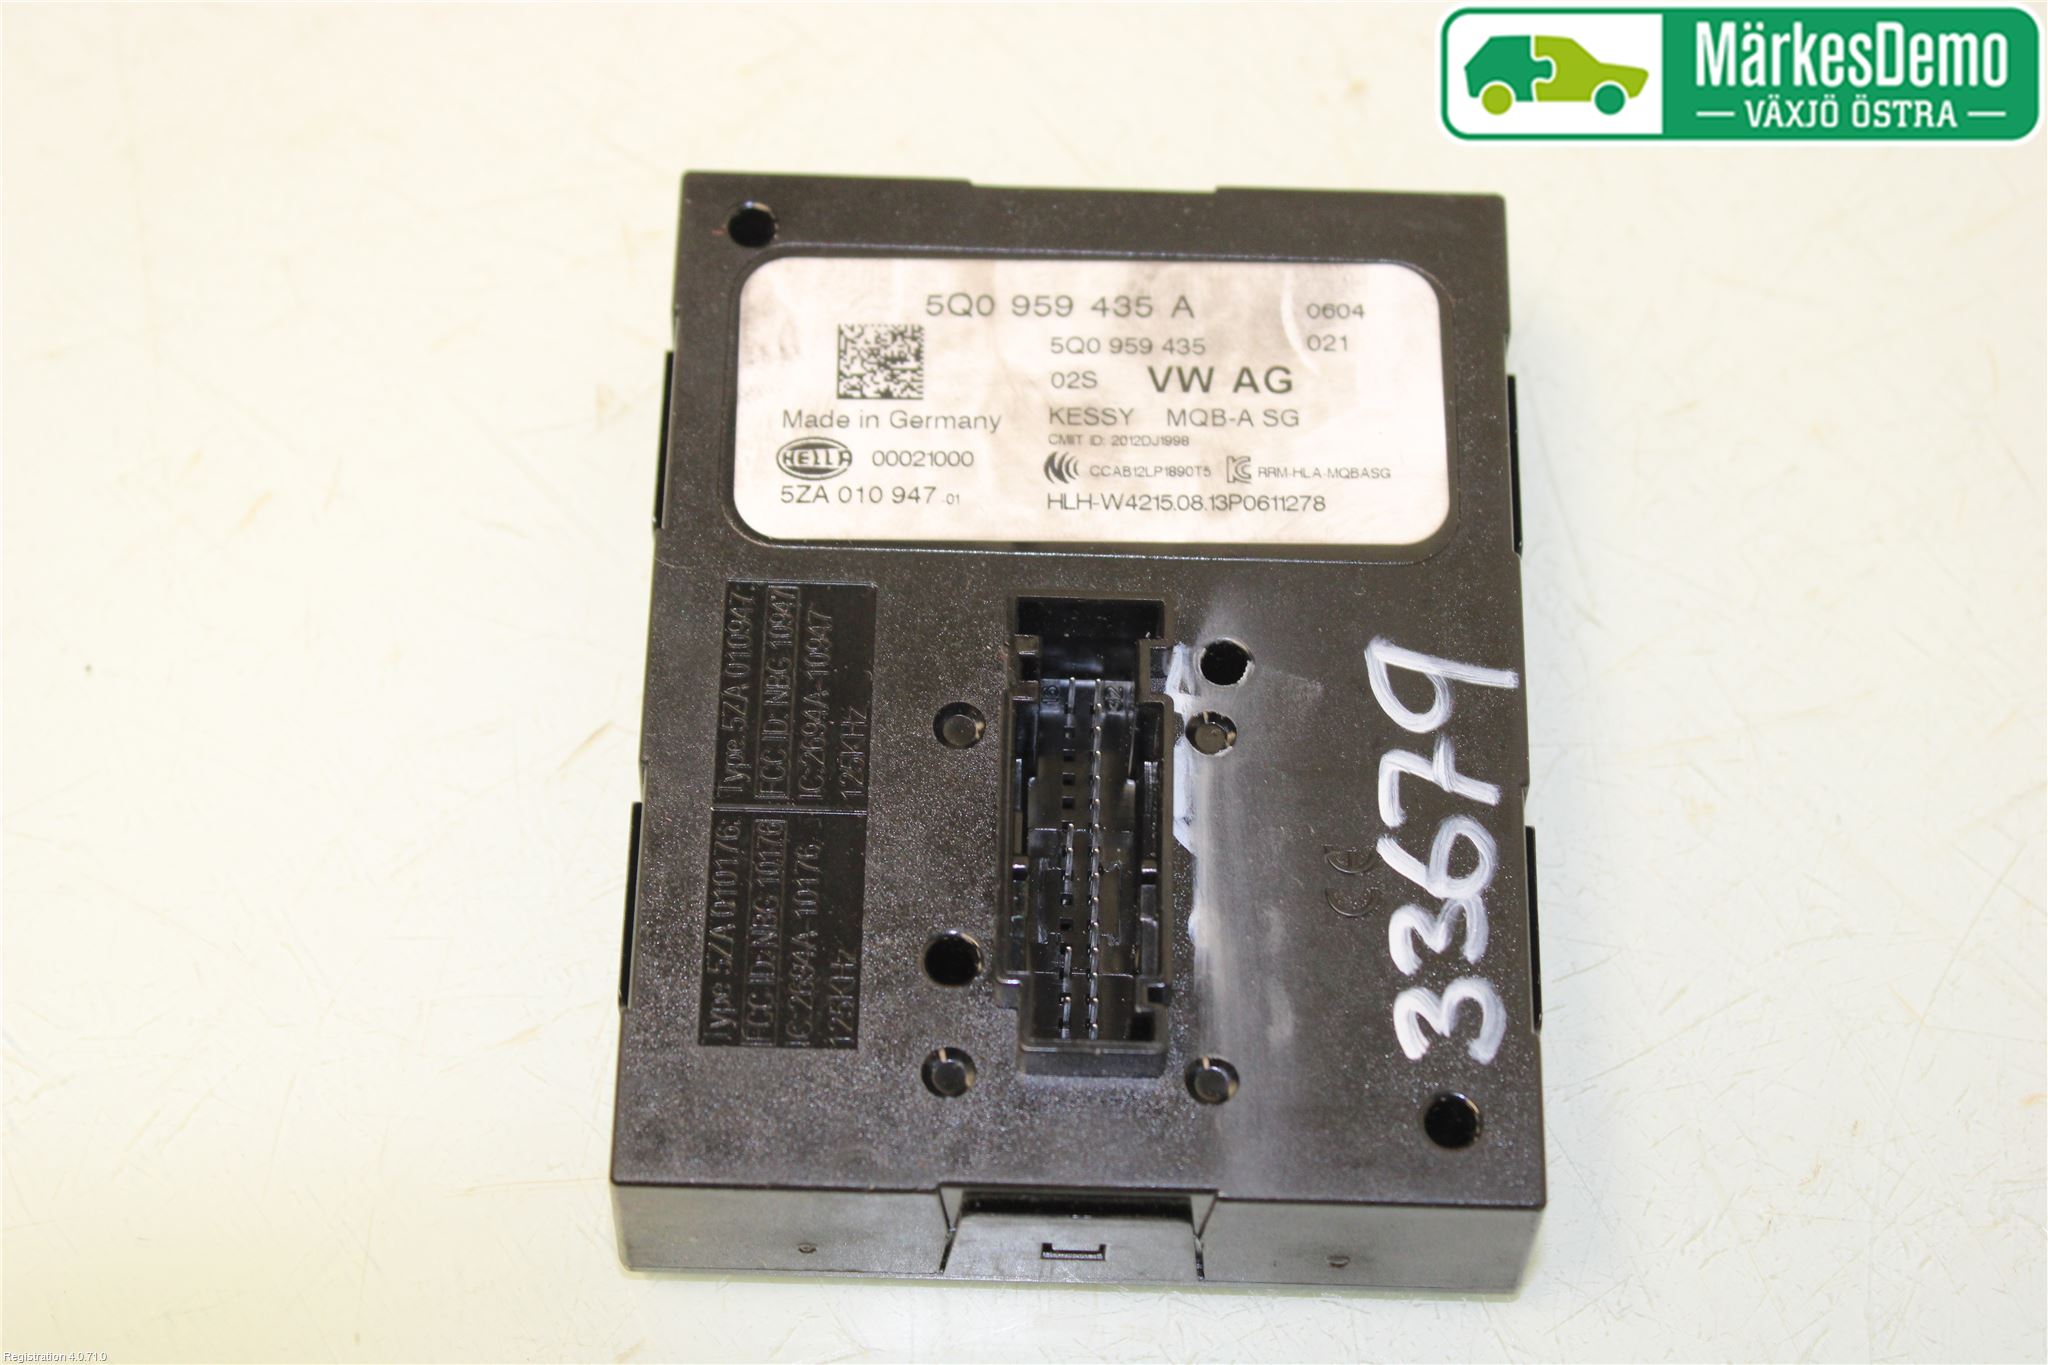 MärkesDemo
VÄXJÖ ÖSTRA
5Q0 959 435 A
0604
5Q0 959 435
021
02S VW AG
Made in Germany
KESSY MQB-A SG
CMIIT ID: 2012DJ1998
HELLA 00021000
CCAB12LP1890T5
RRM-HLA-MQBASG
5ZA 010 947-01
HLH-W4215.08.13P0611278
Type 5ZA 010947:
FCC ID: NBG 10947
IC:2694A-10947
125KHz
Type 5ZA 010176:
FCC ID: NBG 10176
IC:2694A-10176,
125KHz
CE
33679
Registration 4.0.71.0